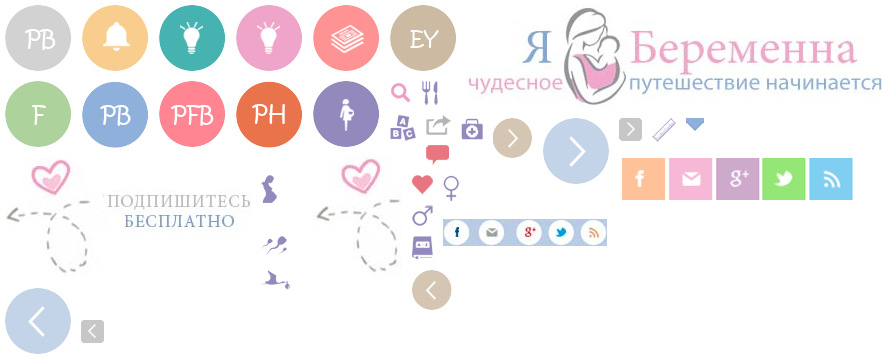 PB
EY
Я Беременна
чудесное путешествие начинается
F
PB
PFB
PH
A
B C
ПОДПИШИТЕСЬ
БЕСПЛАТНО
f g+
f g+